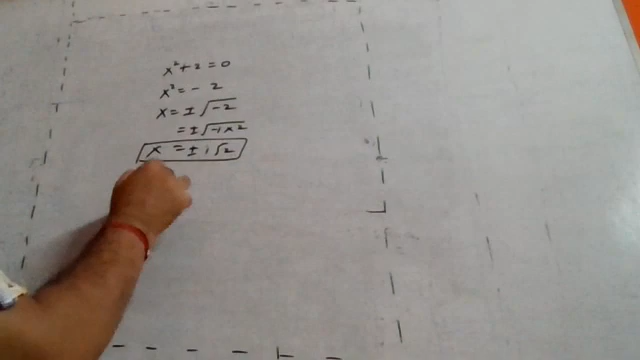 x² + 2 = 0
x² = - 2
x = ± √-2
= ± √-1×2
x = ± i√2